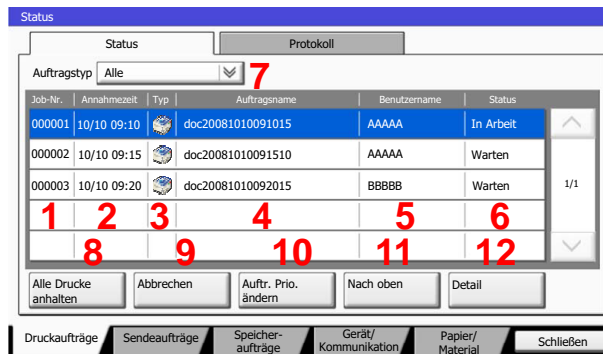 Status
Status Protokoll
Auftragstyp Alle 7
Job-Nr. Annahmezeit Typ Auftragsname Benutzername Status
000001 10/10 09:10 doc20081010091015 AAAAA In Arbeit
000002 10/10 09:15 doc20081010091510 AAAAA Warten
000003 10/10 09:20 doc20081010092015 BBBBB Warten 1/1
1 2 3 4 5 6
8 9 10 11 12
Alle Drucke anhalten Abbrechen Auftr. Prio. ändern Nach oben Detail
Druckaufträge Sendeaufträge Speicher-aufträge Gerät/Kommunikation Papier/Material Schließen